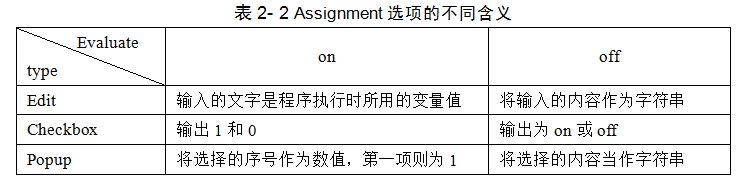 表 2- 2 Assignment 选项的不同含义
Evaluate
type
on
off
Edit
输入的文字是程序执行时所用的变量值
将输入的内容作为字符串
Checkbox
输出 1 和 0
输出为 on 或 off
Popup
将选择的序号作为数值，第一项则为 1
将选择的内容当作字符串